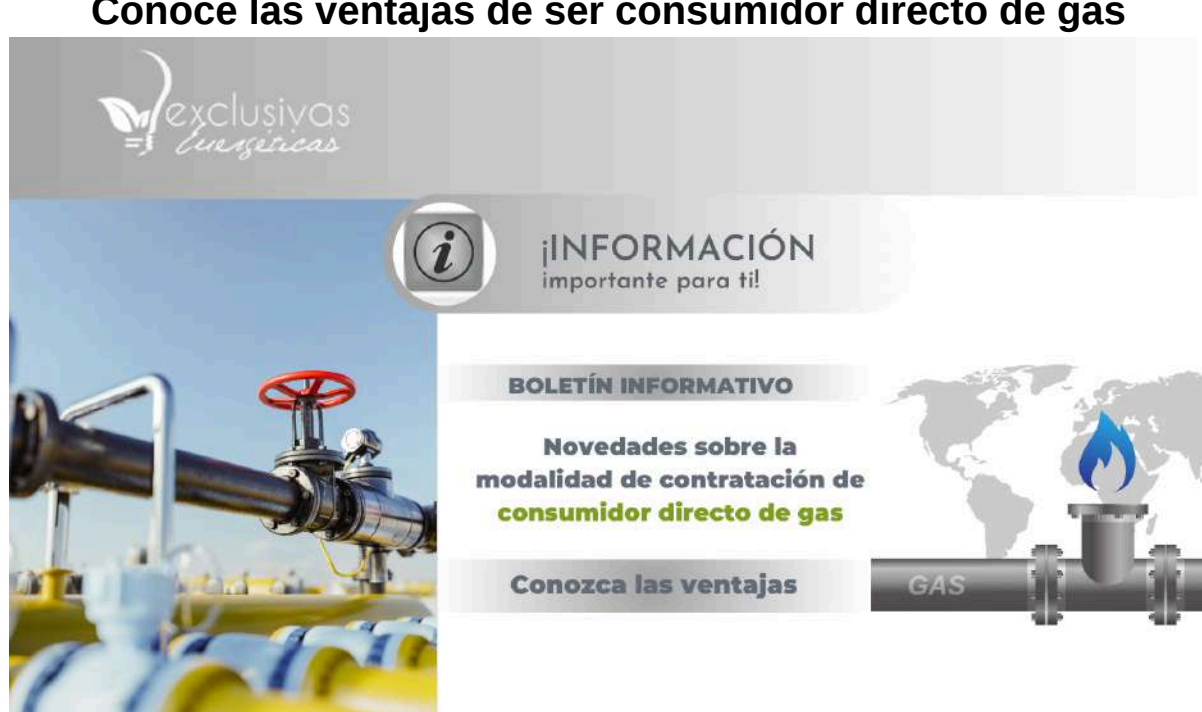 Conoce las ventajas de ser consumidor directo de gas
exclusivas
Energéticas
¡INFORMACIÓN
importante para ti!
BOLETÍN INFORMATIVO
Novedades sobre la
modalidad de contratación de
consumidor directo de gas
Conozca las ventajas
GAS